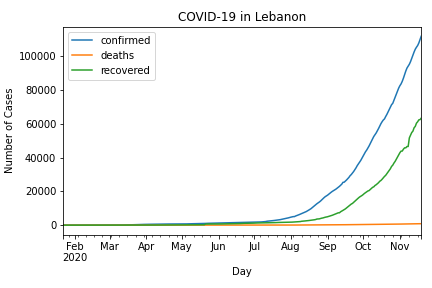 COVID-19 in Lebanon
confirmed
deaths
recovered
Number of Cases
100000
80000
60000
40000
20000
0
Feb Mar Apr May Jun Jul Aug Sep Oct Nov
2020
Day